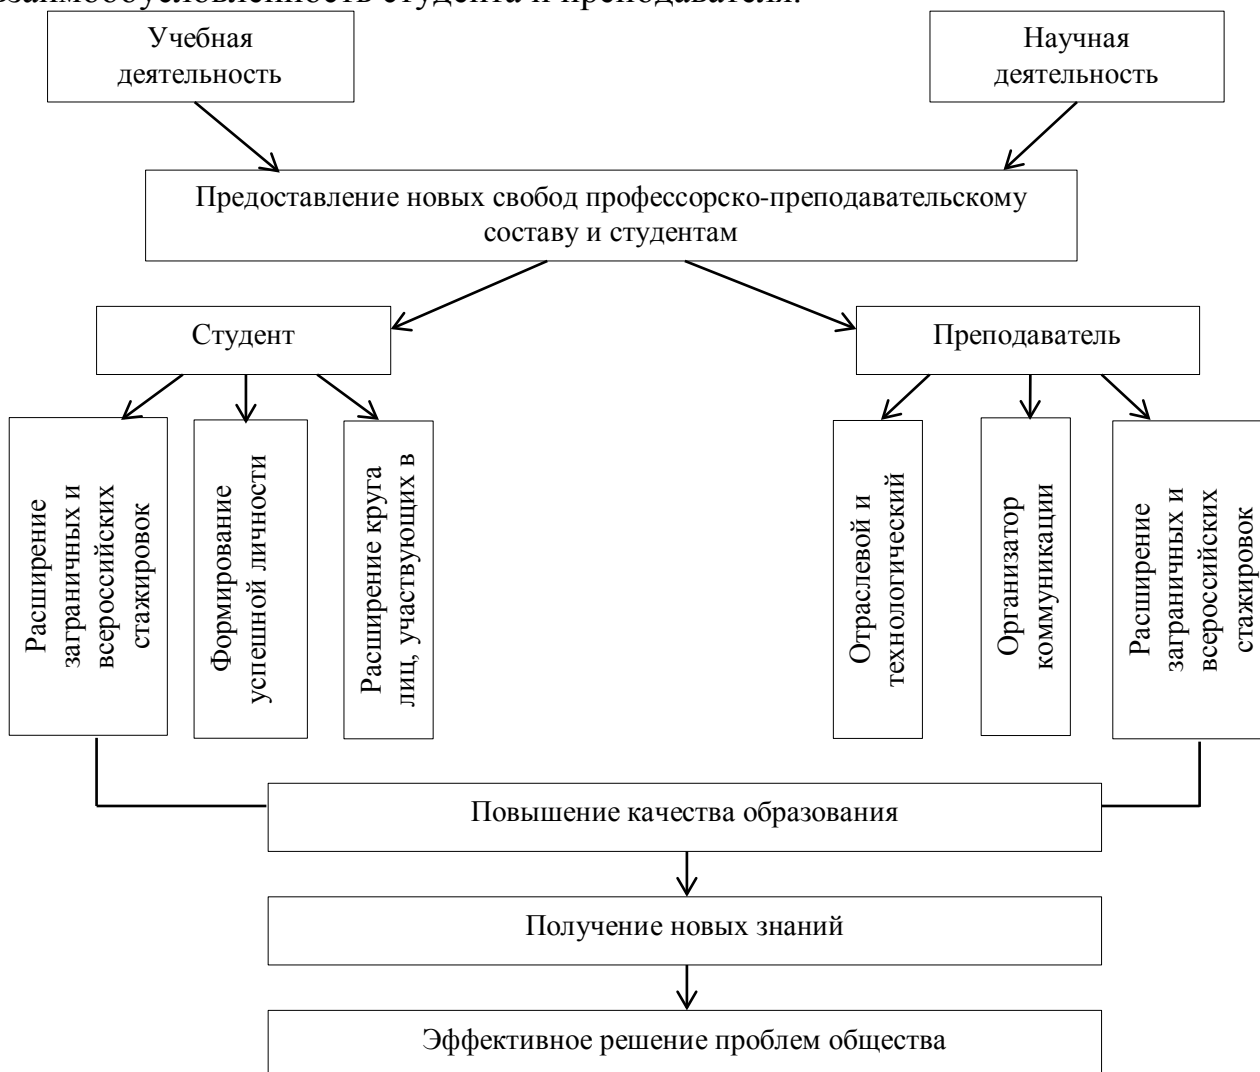 студента и преподавателя.
Учебная
деятельность
Научная
деятельность
Предоставление новых свобод профессорско-преподавательскому
составу и студентам
Студент
Преподаватель
Расширение
заграничных и
всероссийских
стажировок
Формирование
успешной личности
Расширение круга
лиц, участвующих в
Отраслевой и
технологический
Организатор
коммуникации
Расширение
заграничных и
всероссийских
стажировок
Повышение качества образования
Получение новых знаний
Эффективное решение проблем общества